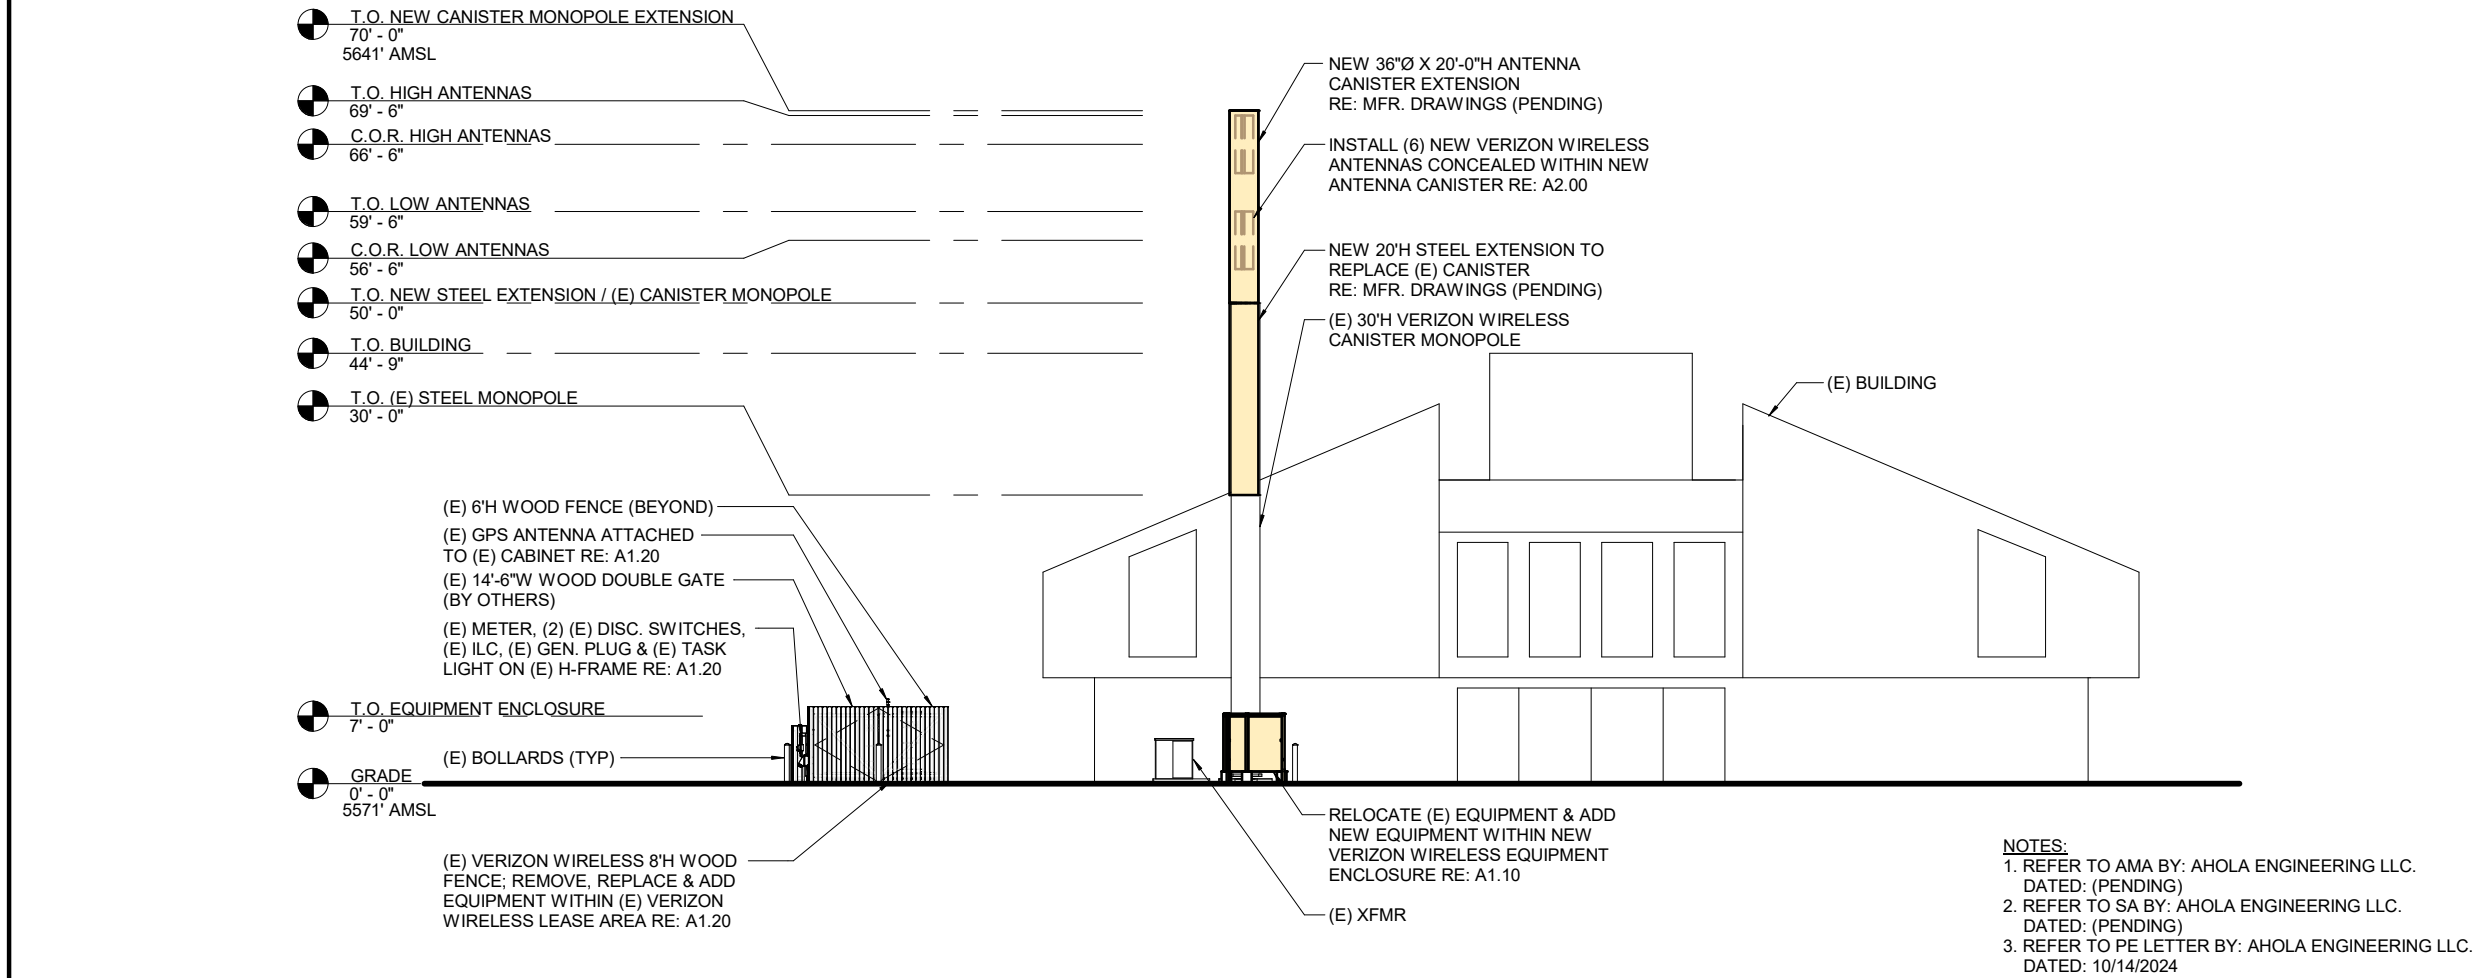 T.O. NEW CANISTER MONOPOLE EXTENSION
70' - 0"
5641' AMSL
T.O. HIGH ANTENNAS
69' - 6"
C.O.R. HIGH ANTENNAS
66' - 6"
T.O. LOW ANTENNAS
59' - 6"
C.O.R. LOW ANTENNAS
56' - 6"
T.O. NEW STEEL EXTENSION / (E) CANISTER MONOPOLE
50' - 0"
T.O. BUILDING
44' - 9"
T.O. (E) STEEL MONOPOLE
30' - 0"
(E) 6'H WOOD FENCE (BEYOND)
(E) GPS ANTENNA ATTACHED
TO (E) CABINET RE: A1.20
(E) 14'-6"W WOOD DOUBLE GATE
(BY OTHERS)
(E) METER, (2) (E) DISC. SWITCHES,
(E) ILC, (E) GEN. PLUG & (E) TASK
LIGHT ON (E) H-FRAME RE: A1.20
T.O. EQUIPMENT ENCLOSURE
7' - 0"
(E) BOLLARDS (TYP)
GRADE
0' - 0"
5571' AMSL
(E) VERIZON WIRELESS 8'H WOOD
FENCE; REMOVE, REPLACE & ADD
EQUIPMENT WITHIN (E) VERIZON
WIRELESS LEASE AREA RE: A1.20
NEW 36"Ø X 20'-0"H ANTENNA
CANISTER EXTENSION
RE: MFR. DRAWINGS (PENDING)
INSTALL (6) NEW VERIZON WIRELESS
ANTENNAS CONCEALED WITHIN NEW
ANTENNA CANISTER RE: A2.00
NEW 20'H STEEL EXTENSION TO
REPLACE (E) CANISTER
RE: MFR. DRAWINGS (PENDING)
(E) 30'H VERIZON WIRELESS
CANISTER MONOPOLE
(E) BUILDING
RELOCATE (E) EQUIPMENT & ADD
NEW EQUIPMENT WITHIN NEW
VERIZON WIRELESS EQUIPMENT
ENCLOSURE RE: A1.10
(E) XFMR
NOTES:
1. REFER TO AMA BY: AHOLA ENGINEERING LLC.
DATED: (PENDING)
2. REFER TO SA BY: AHOLA ENGINEERING LLC.
DATED: (PENDING)
3. REFER TO PE LETTER BY: AHOLA ENGINEERING LLC.
DATED: 10/14/2024